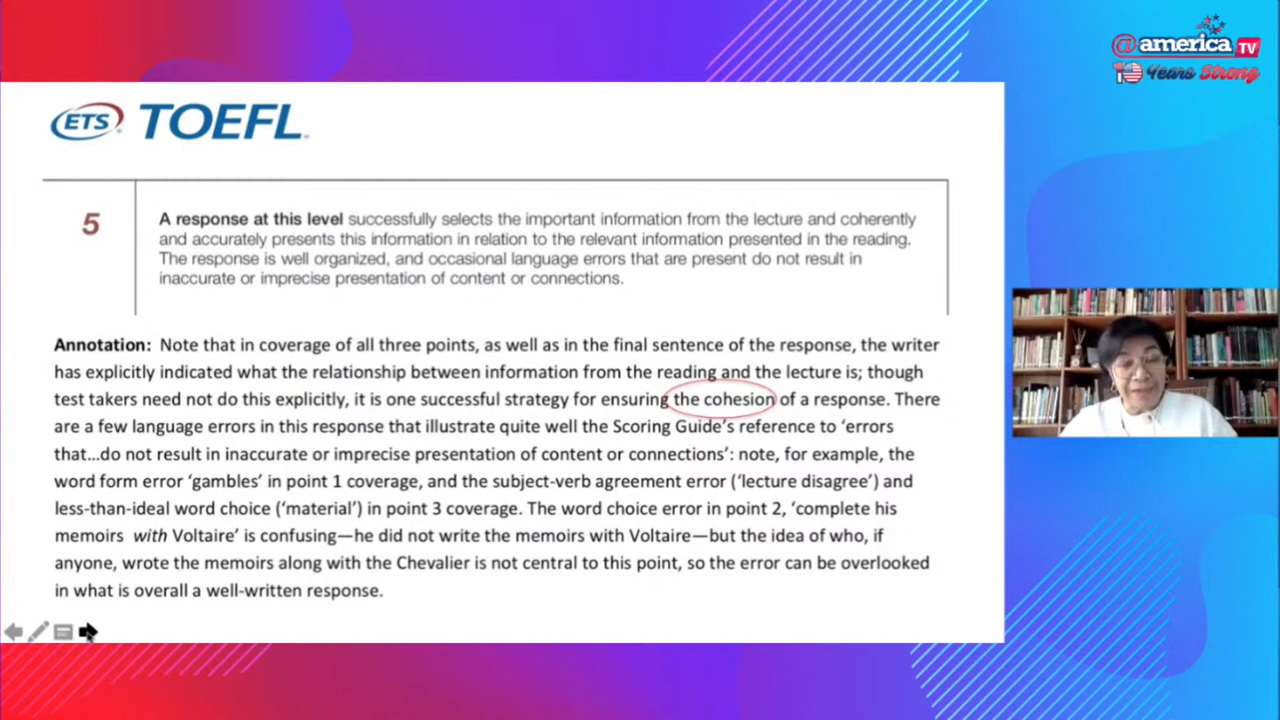 @america TV
10 Years Strong
ETS® TOEFL®
5
A response at this level successfully selects the important information from the lecture and coherently
and accurately presents this information in relation to the relevant information presented in the reading.
The response is well organized, and occasional language errors that are present do not result in
inaccurate or imprecise presentation of content or connections.
Annotation: Note that in coverage of all three points, as well as in the final sentence of the response, the writer
has explicitly indicated what the relationship between information from the reading and the lecture is; though
test takers need not do this explicitly, it is one successful strategy for ensuring the cohesion of a response. There
are a few language errors in this response that illustrate quite well the Scoring Guide's reference to ‘errors
that…do not result in inaccurate or imprecise presentation of content or connections’: note, for example, the
word form error ‘gambles’ in point 1 coverage, and the subject-verb agreement error (‘lecture disagree’) and
less-than-ideal word choice (‘material’) in point 3 coverage. The word choice error in point 2, ‘complete his
memoirs with Voltaire’ is confusing—he did not write the memoirs with Voltaire—but the idea of who, if
anyone, wrote the memoirs along with the Chevalier is not central to this point, so the error can be overlooked
in what is overall a well-written response.